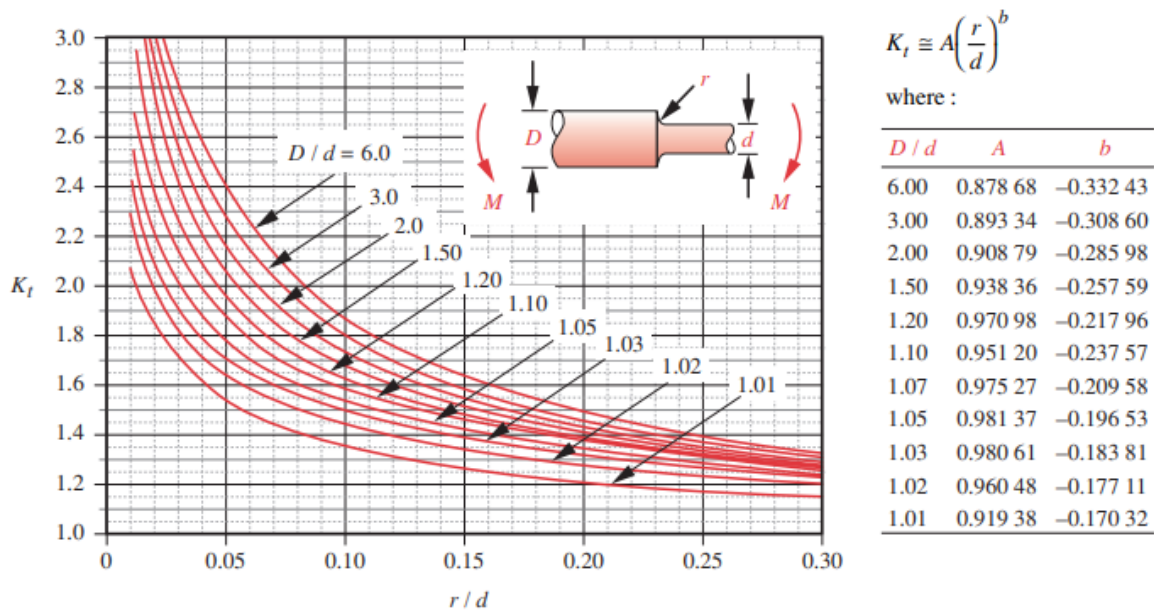 3.0
2.8
2.6
2.4
2.2
2.0
1.8
1.6
1.4
1.2
1.0
K_t
0
0.05
0.10
0.15
0.20
0.25
0.30
r / d
D / d = 6.0
3.0
2.0
1.50
1.20
1.10
1.05
1.03
1.02
1.01
M
D
r
d
M
K_t ≅ A(r/d)^b
where :
D / d A b
6.00 0.878 68 –0.332 43
3.00 0.893 34 –0.308 60
2.00 0.908 79 –0.285 98
1.50 0.938 36 –0.257 59
1.20 0.970 98 –0.217 96
1.10 0.951 20 –0.237 57
1.07 0.975 27 –0.209 58
1.05 0.981 37 –0.196 53
1.03 0.980 61 –0.183 81
1.02 0.960 48 –0.177 11
1.01 0.919 38 –0.170 32